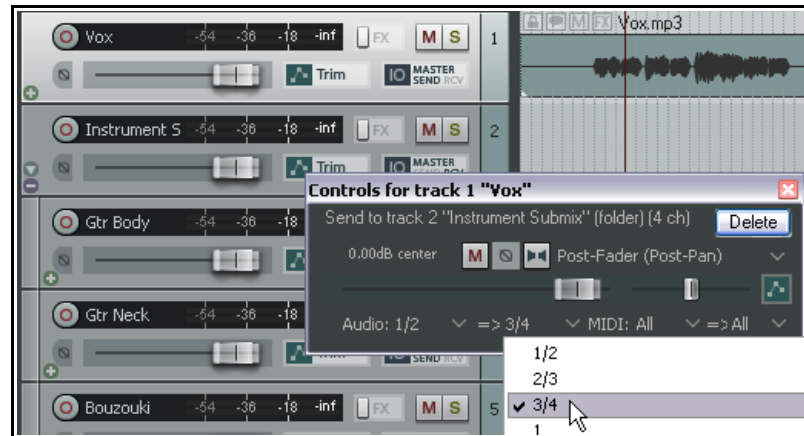 Vox -54 -36 -18 -inf FX M S 1
Vox.mp3
Trim IO MASTER SEND RCV
Instrument S -54 -36 -18 -inf FX M S 2
Trim IO MASTER
Controls for track 1 "Vox"
Send to track 2 "Instrument Submix" (folder) (4 ch) Delete
Gtr Body -54 -36 -18
0.00dB center M Post-Fader (Post-Pan)
Gtr Neck -54 -36 -18
Audio: 1/2 => 3/4 MIDI: All => All
1/2
2/3
Bouzouki -54 -36 -18 -inf FX M S 5
3/4
1